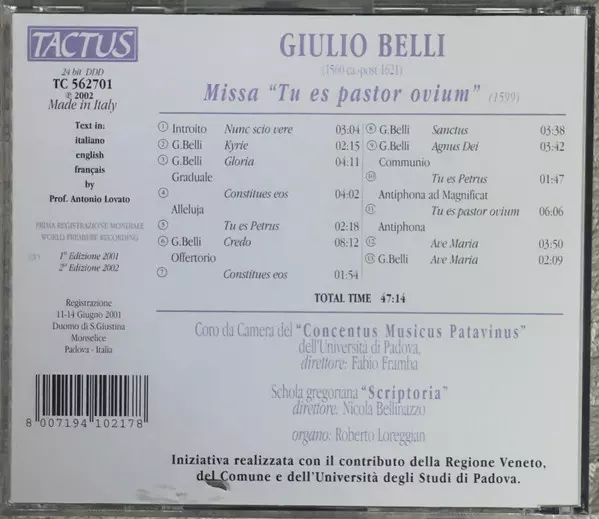 TACTUS
24 bit DDD
TC 562701
℗ 2002
Made in Italy
Text in:
italiano
english
français
by
Prof. Antonio Lovato
PRIMA REGISTRAZIONE MONDIALE
WORLD PREMIERE RECORDING
1ª Edizione 2001
2ª Edizione 2002
Registrazione
11-14 Giugno 2001
Duomo di S.Giustina
Monselice
Padova - Italia
8 007194 102178
GIULIO BELLI
(1560 ca.-post 1621)
Missa "Tu es pastor ovium" (1599)
1 Introito Nunc scio vere 03:04
2 G.Belli Kyrie 02:15
3 G.Belli Gloria 04:11
Graduale
4 Constitues eos 04:02
Alleluja
5 Tu es Petrus 02:18
6 G.Belli Credo 08:12
Offertorio
7 Constitues eos 01:54
8 G.Belli Sanctus 03:38
9 G.Belli Agnus Dei 03:42
Communio
10 Tu es Petrus 01:47
Antiphona ad Magnificat
11 Tu es pastor ovium 06:06
Antiphona
12 Ave Maria 03:50
13 G.Belli Ave Maria 02:09
TOTAL TIME 47:14
Coro da Camera del "Concentus Musicus Patavinus"
dell'Università di Padova,
direttore: Fabio Framba
Schola gregoriana "Scriptoria"
direttore: Nicola Bellinazzo
organo: Roberto Loreggian
Iniziativa realizzata con il contributo della Regione Veneto,
del Comune e dell'Università degli Studi di Padova.